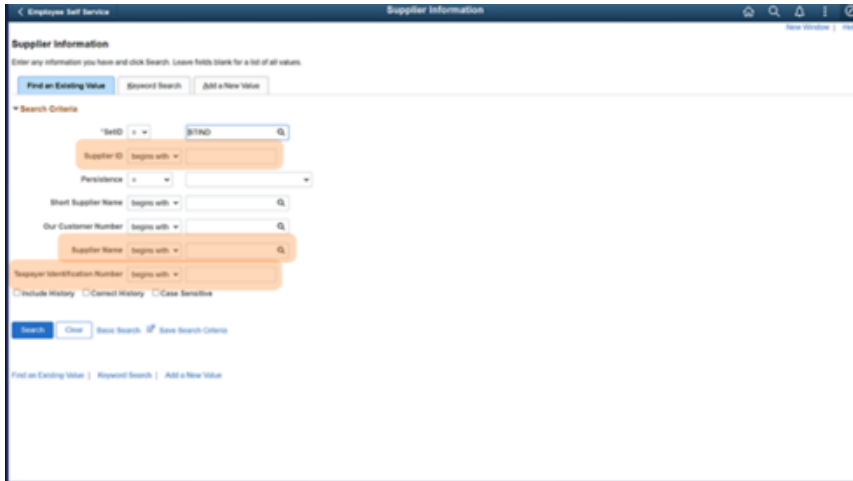 Employee Self Service
Supplier Information
New Window |
Supplier Information
Enter any information you have and click Search. Leave fields blank for a list of all values.
Find an Existing Value
Keyword Search
Add a New Value
Search Criteria
*SetID = STIND
Supplier ID begins with
Persistence =
Short Supplier Name begins with
Our Customer Number begins with
Supplier Name begins with
Taxpayer Identification Number begins with
Include History Correct History Case Sensitive
Search Clear Basic Search Save Search Criteria
Find an Existing Value | Keyword Search | Add a New Value